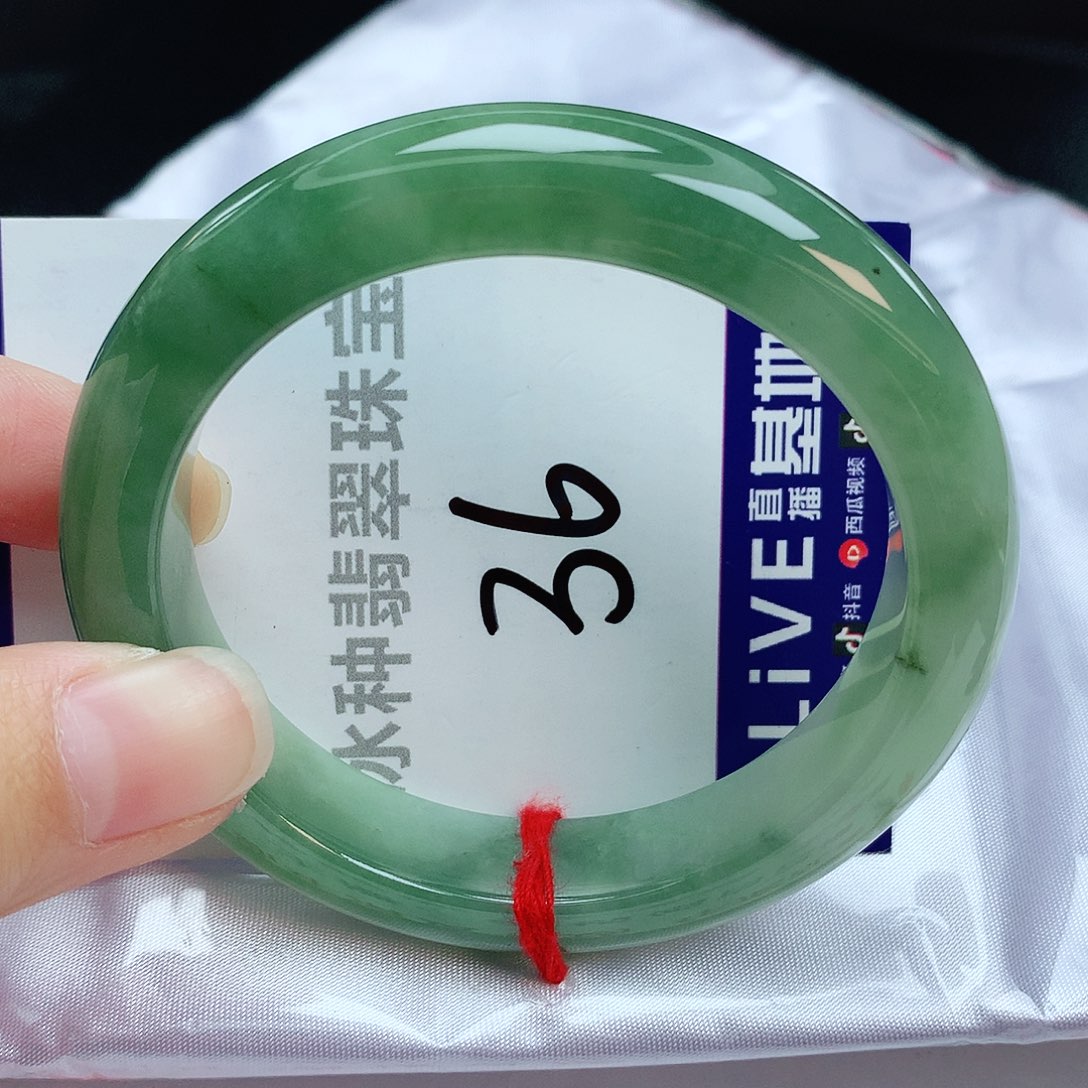 冰种翡翠珠宝
36
LiVE 直播基地
抖音 西瓜视频